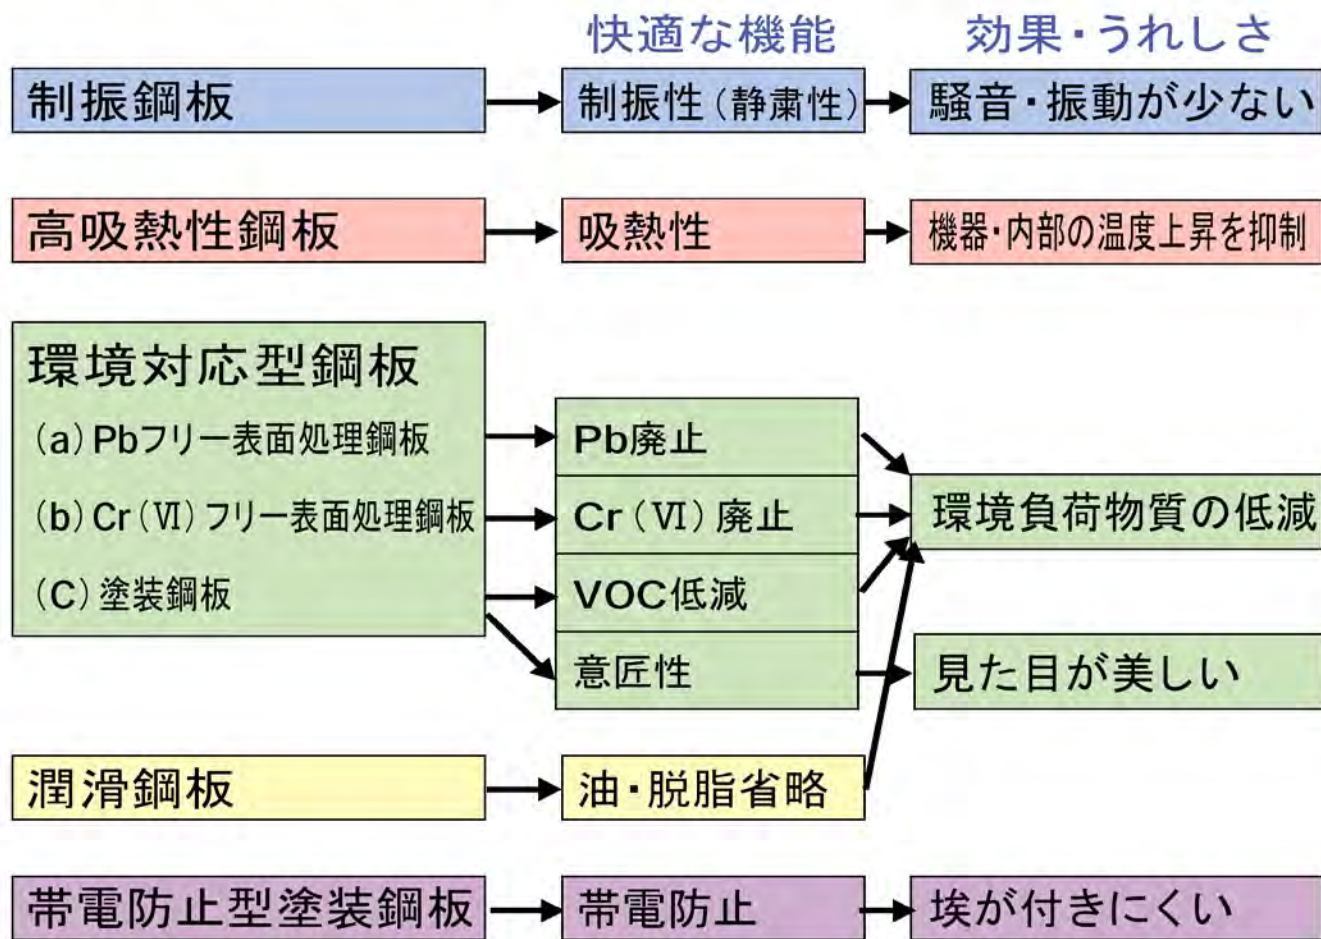 快適な機能
効果・うれしさ
制振鋼板
制振性(静粛性)
騒音・振動が少ない
高吸熱性鋼板
吸熱性
機器・内部の温度上昇を抑制
環境対応型鋼板
(a)Pbフリー表面処理鋼板
Pb廃止
(b)Cr(Ⅵ)フリー表面処理鋼板
Cr(Ⅵ)廃止
環境負荷物質の低減
(C)塗装鋼板
VOC低減
意匠性
見た目が美しい
潤滑鋼板
油・脱脂省略
帯電防止型塗装鋼板
帯電防止
埃が付きにくい